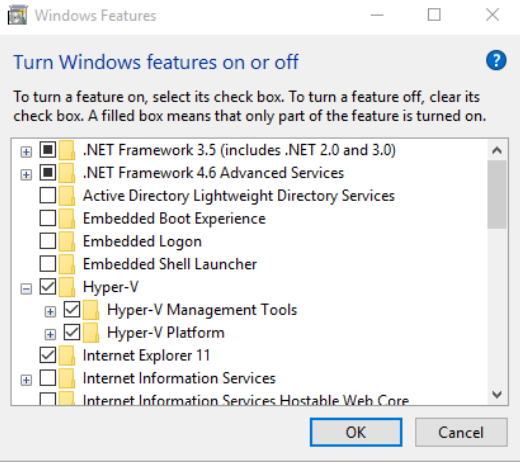 Windows Features
Turn Windows features on or off
To turn a feature on, select its check box. To turn a feature off, clear its
check box. A filled box means that only part of the feature is turned on.
.NET Framework 3.5 (includes .NET 2.0 and 3.0)
.NET Framework 4.6 Advanced Services
Active Directory Lightweight Directory Services
Embedded Boot Experience
Embedded Logon
Embedded Shell Launcher
Hyper-V
Hyper-V Management Tools
Hyper-V Platform
Internet Explorer 11
Internet Information Services
Internet Information Services Hostable Web Core
OK
Cancel